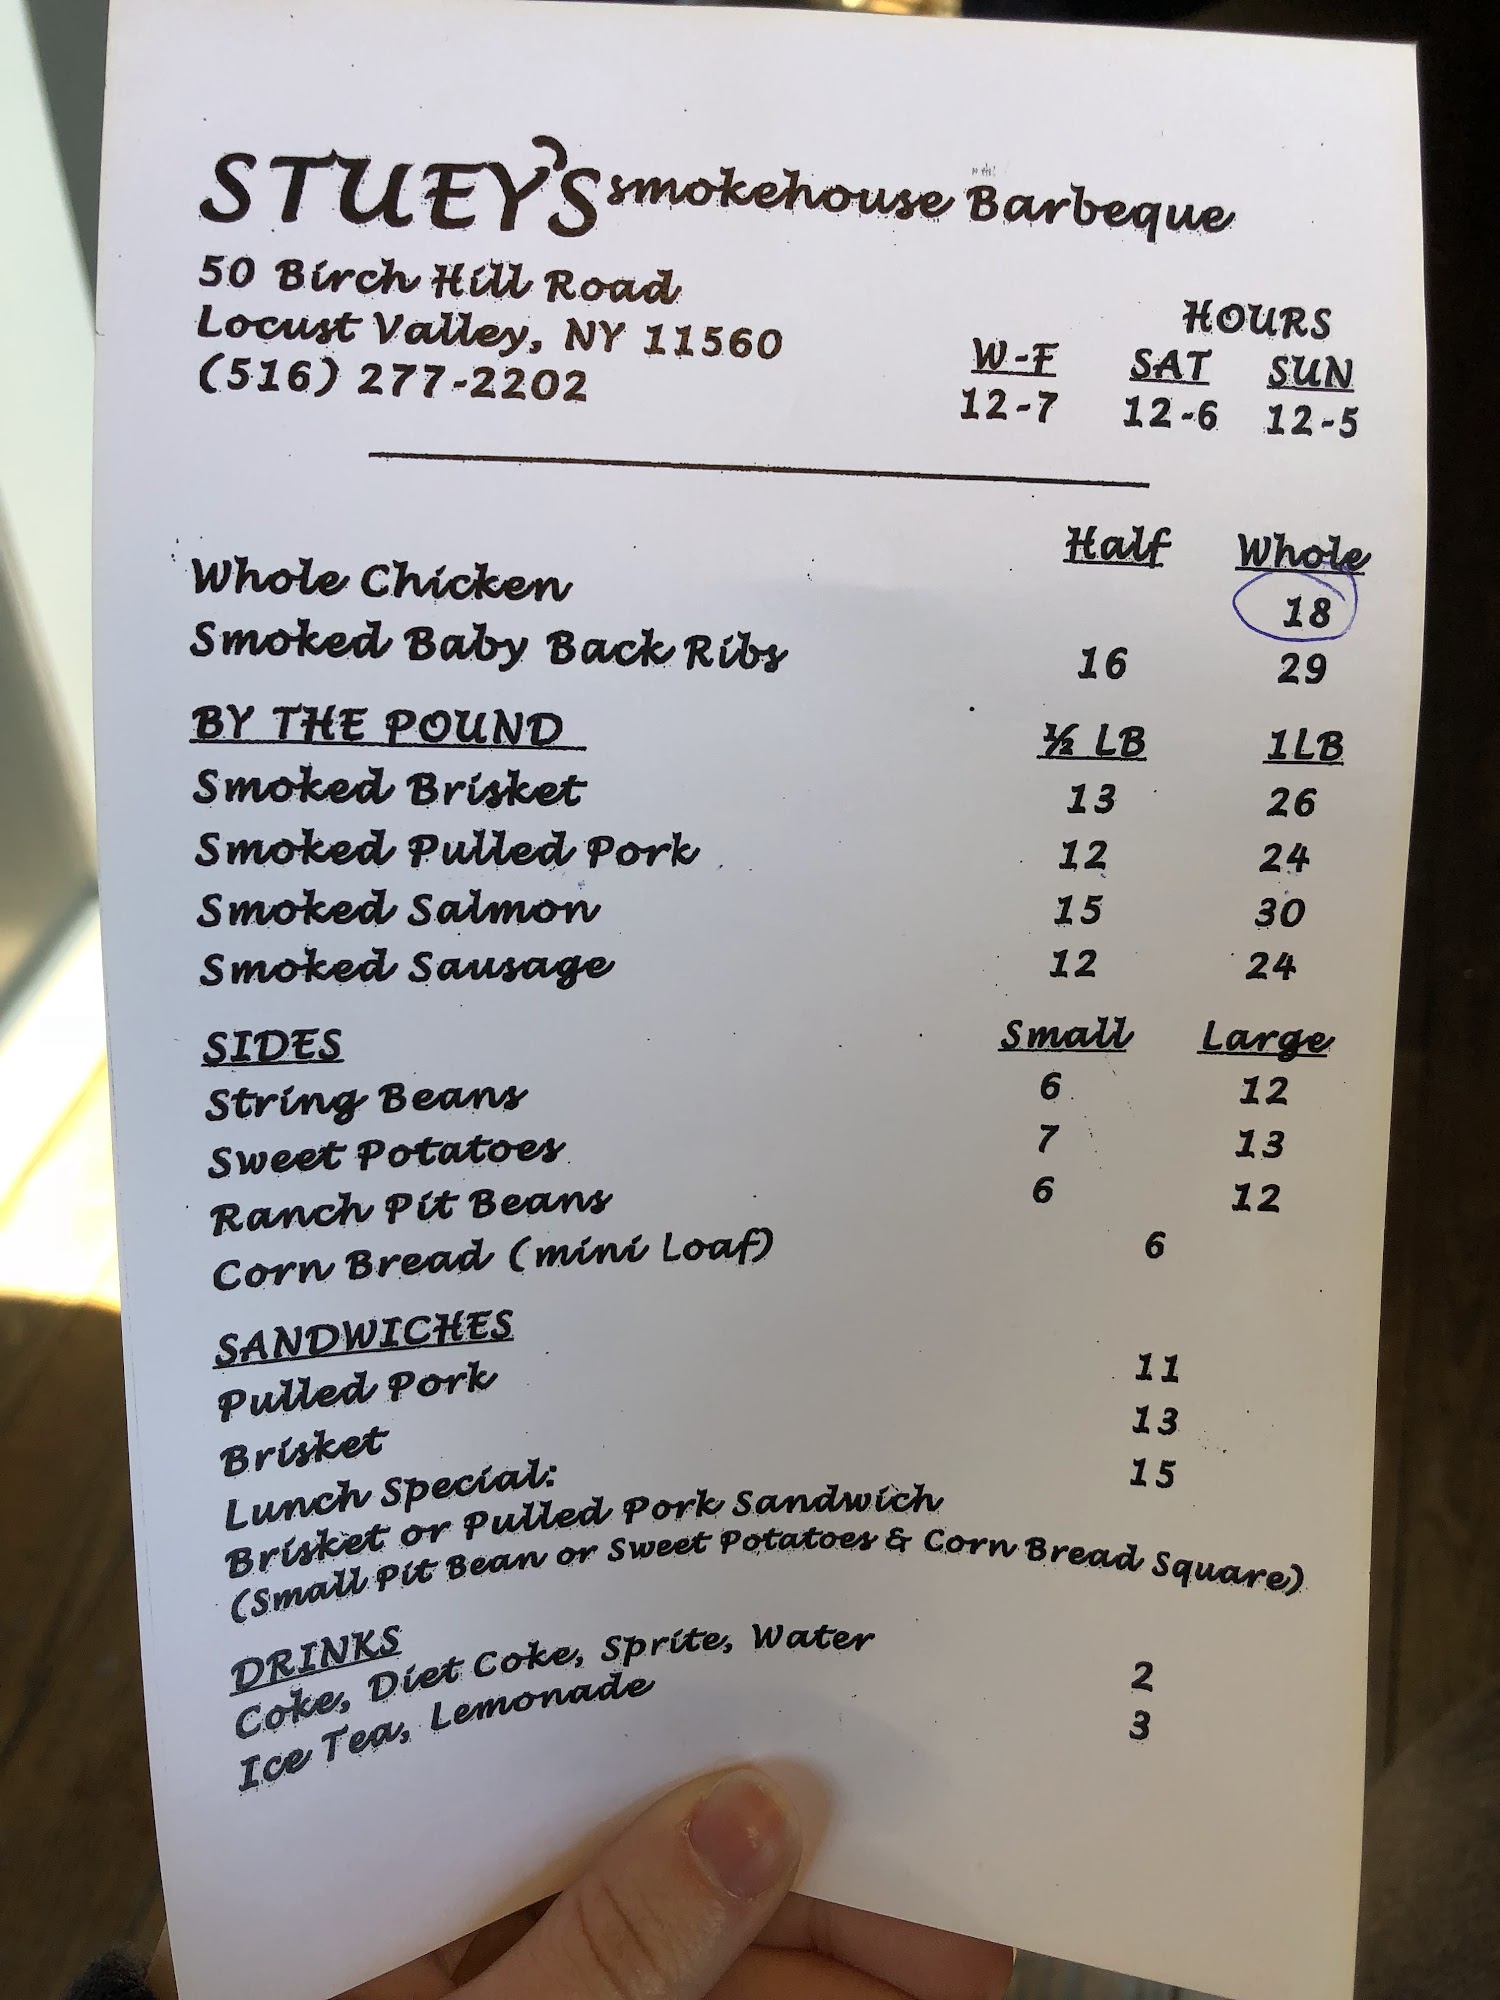 STUEY'S smokehouse Barbeque
50 Birch Hill Road
Locust Valley, NY 11560
(516) 277-2202
HOURS
W-F SAT SUN
12-7 12-6 12-5
Half Whole
Whole Chicken 18
Smoked Baby Back Ribs 16 29
BY THE POUND ½ LB 1LB
Smoked Brisket 13 26
Smoked Pulled Pork 12 24
Smoked Salmon 15 30
Smoked Sausage 12 24
SIDES Small Large
String Beans 6 12
Sweet Potatoes 7 13
Ranch Pit Beans 6 12
Corn Bread (mini Loaf) 6
SANDWICHES
Pulled Pork 11
Brisket 13
Lunch Special: 15
Brisket or Pulled Pork Sandwich
(Small Pit Bean or Sweet Potatoes & Corn Bread Square)
DRINKS
Coke, Diet Coke, Sprite, Water 2
Ice Tea, Lemonade 3